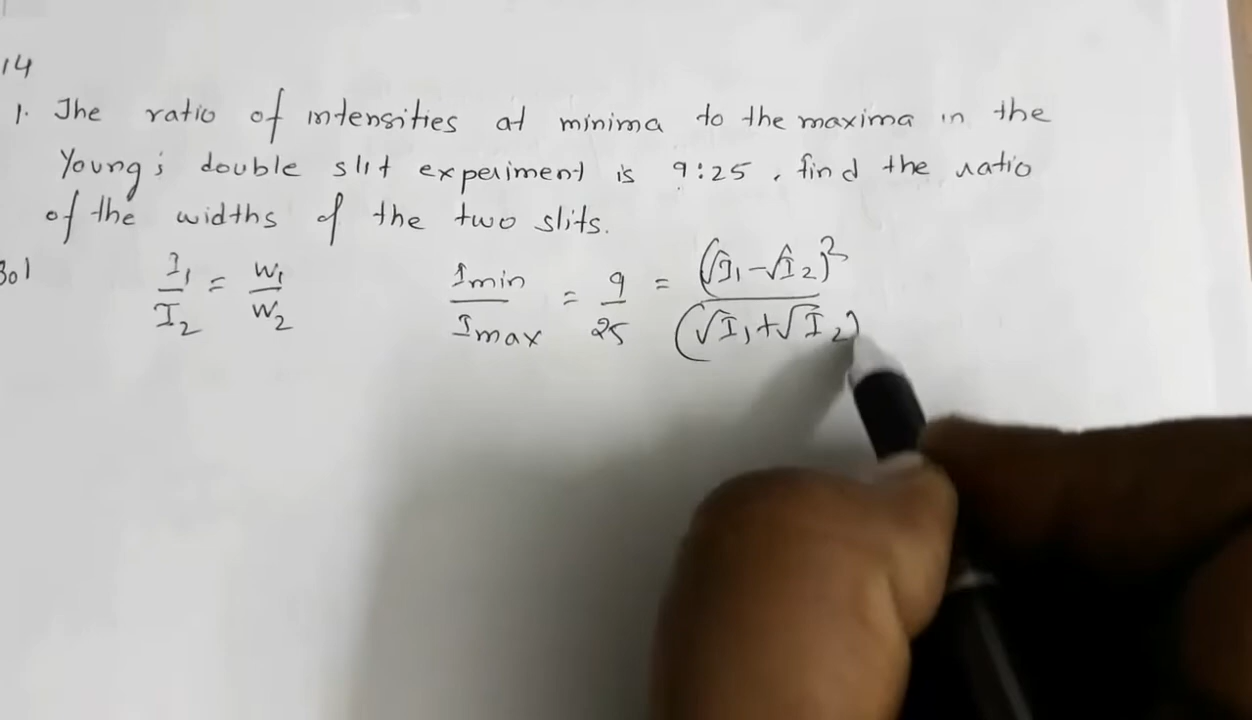 14
1. The ratio of intensities at minima to the maxima in the
Young's double slit experiment is 9:25, find the ratio
of the widths of the two slits.
Sol I₁/I₂ = W₁/W₂ Imin/Imax = 9/25 = (√I₁-√I₂)²/(√I₁+√I₂)